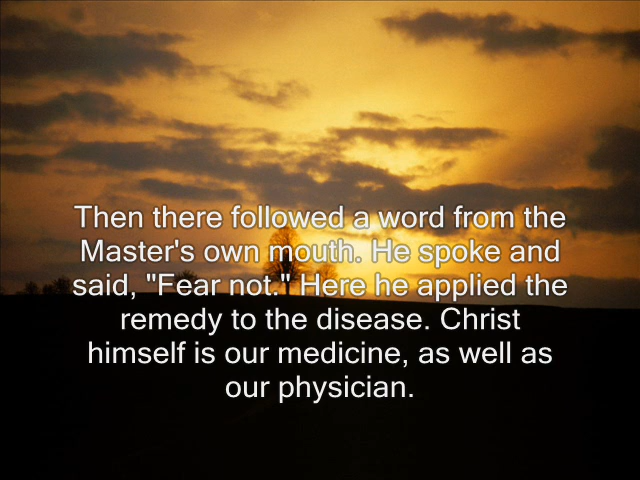 Then there followed a word from the
Master's own mouth. He spoke and
said, "Fear not." Here he applied the
remedy to the disease. Christ
himself is our medicine, as well as
our physician.